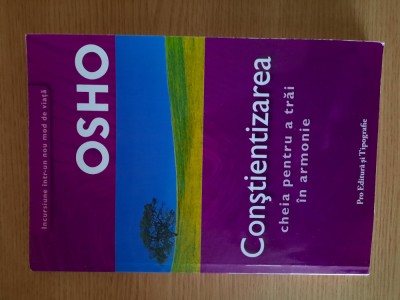 Incursiune într-un nou mod de viață
OSHO
Conștientizarea
cheia pentru a trăi
în armonie
Pro Editură și Tipografie